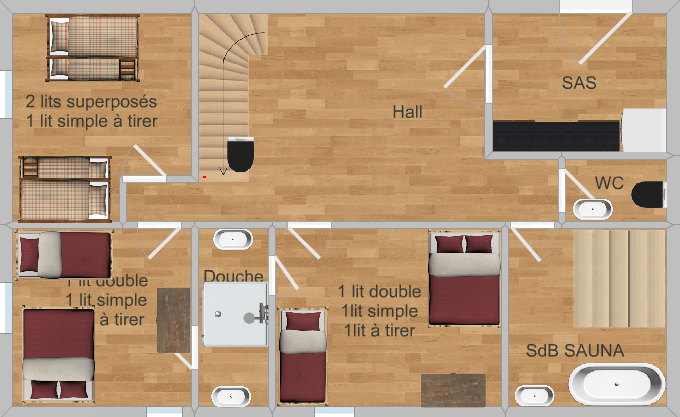 2 lits superposés
1 lit simple à tirer
Hall
SAS
WC
1 lit double
1 lit simple
à tirer
Douche
1 lit double
1lit simple
1lit à tirer
SdB SAUNA